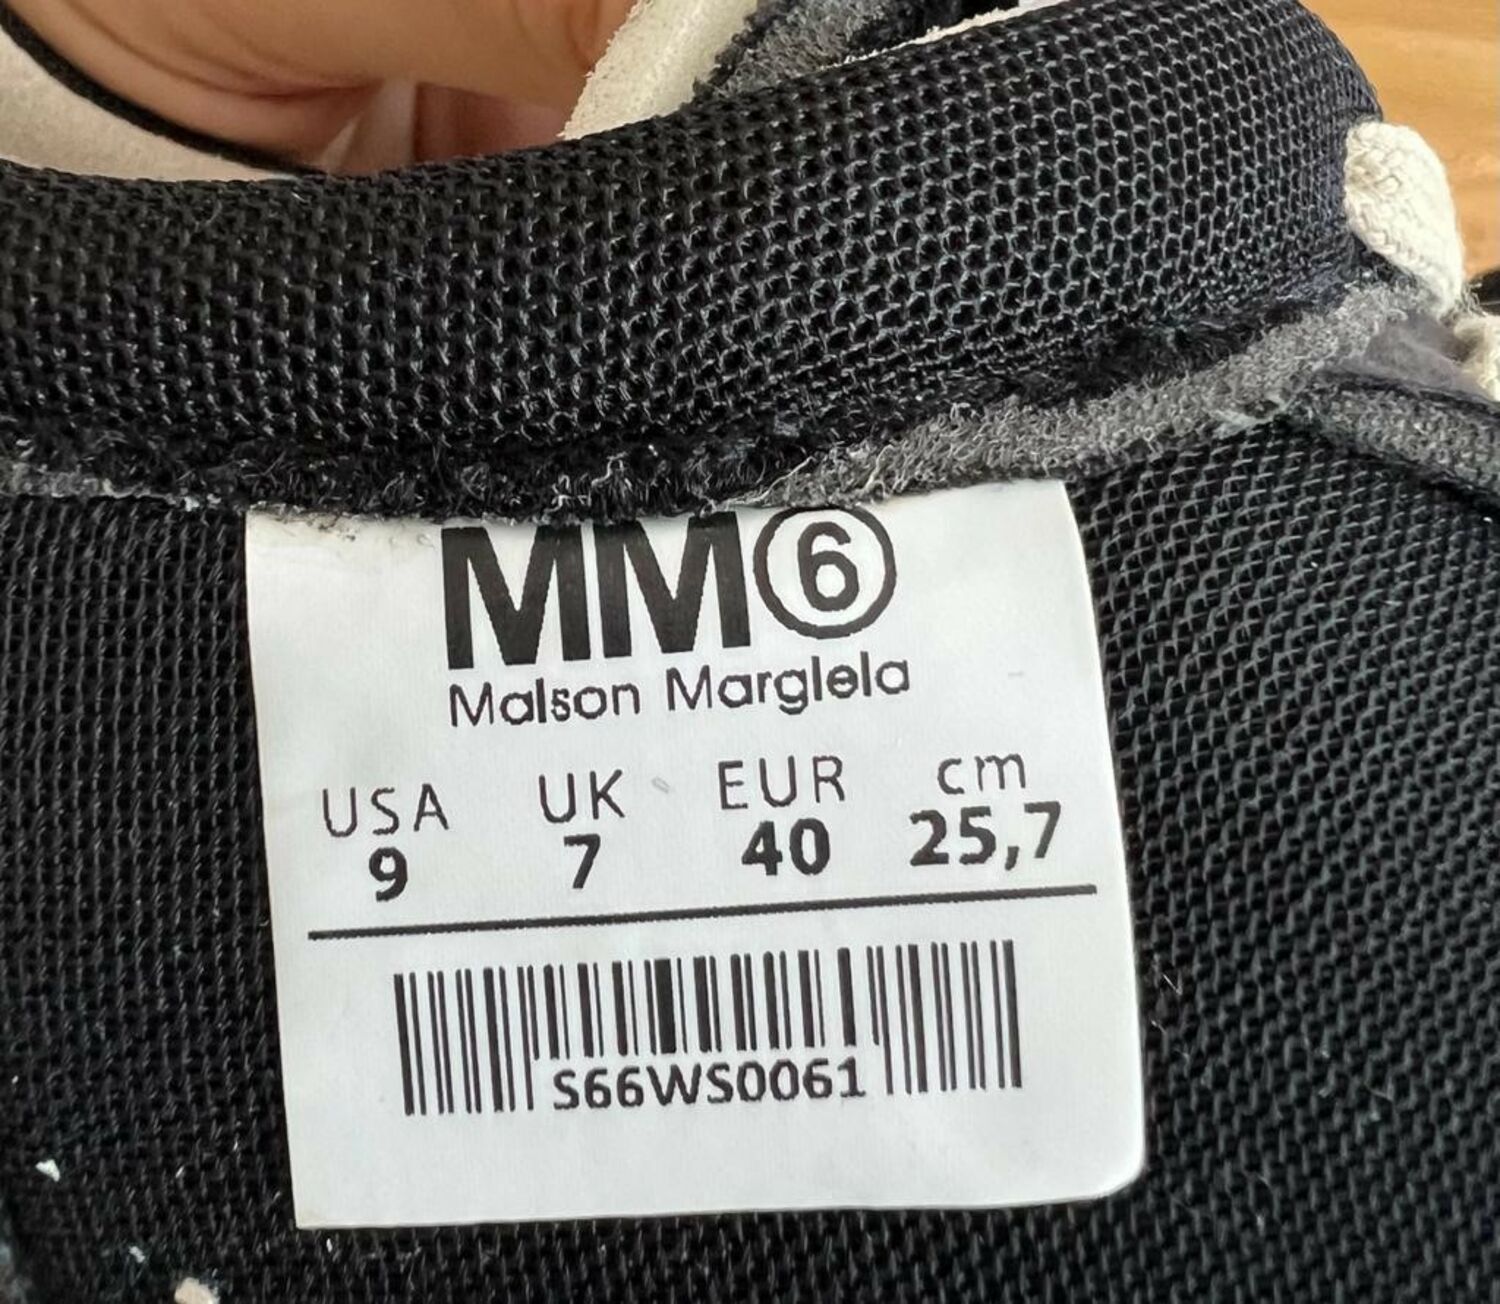 MM⑥
Malson Marglela
USA UK EUR cm
9 7 40 25,7
S66WS0061